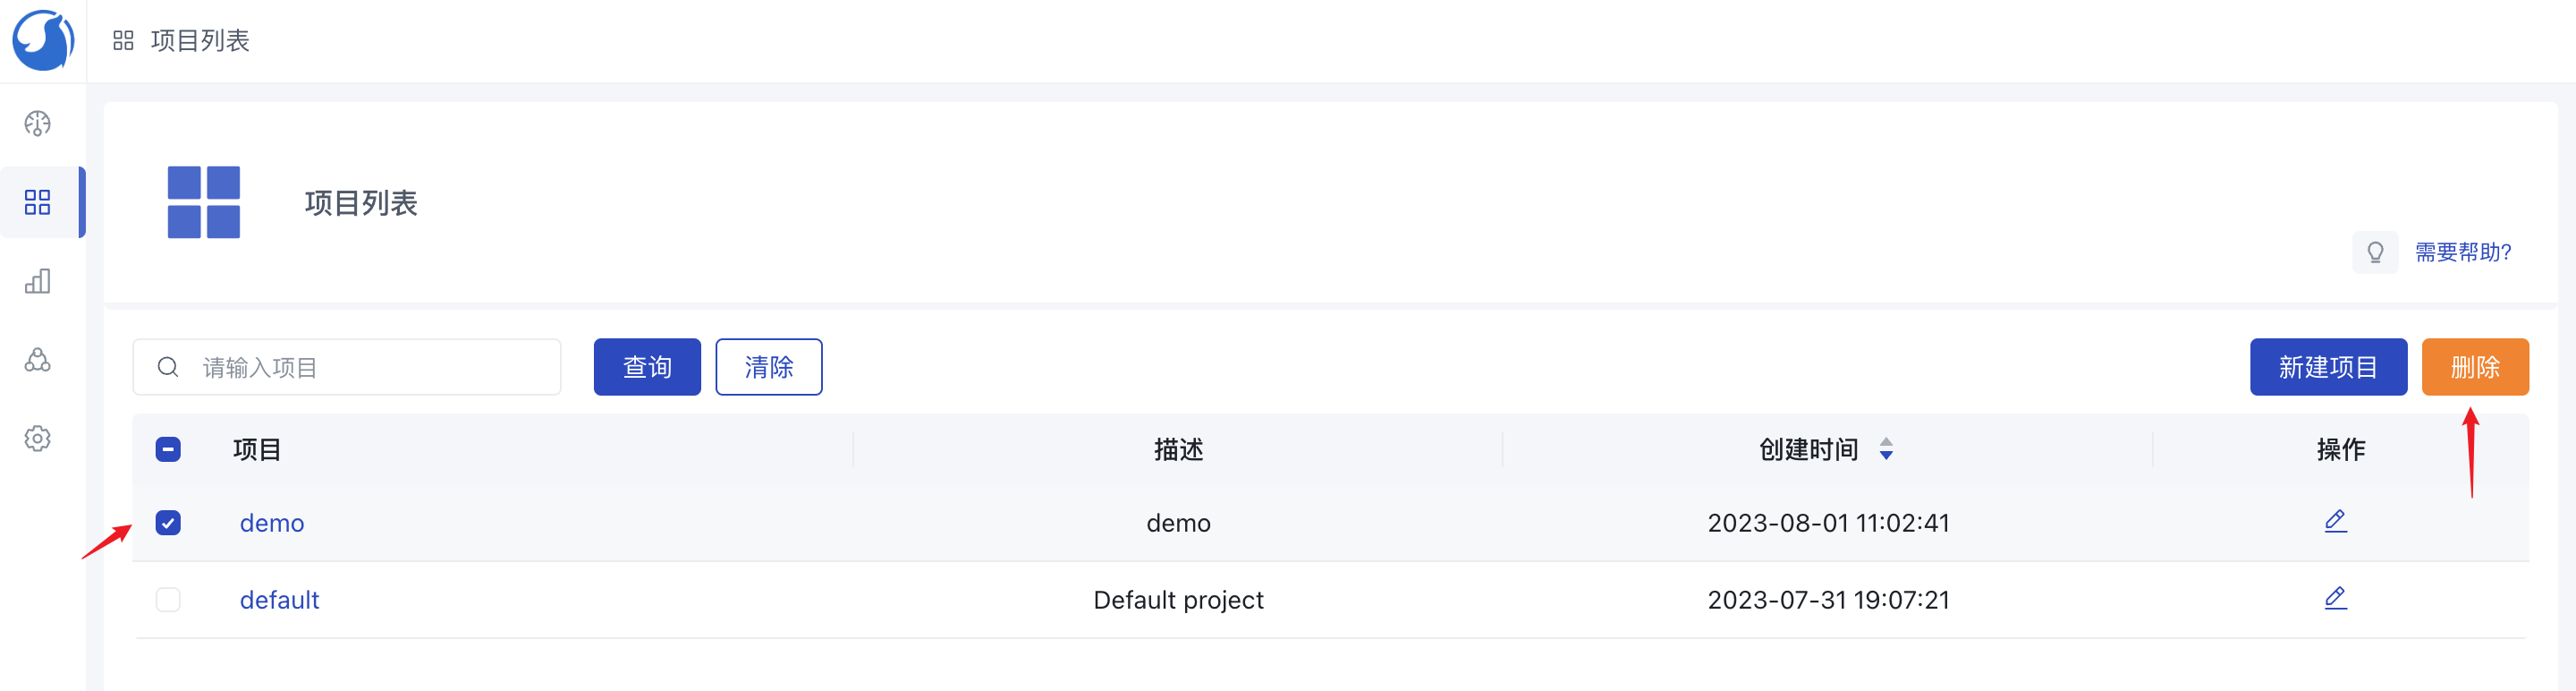 项目列表
项目列表
需要帮助?
请输入项目 查询 清除 新建项目 删除
项目 描述 创建时间 操作
demo demo 2023-08-01 11:02:41
default Default project 2023-07-31 19:07:21